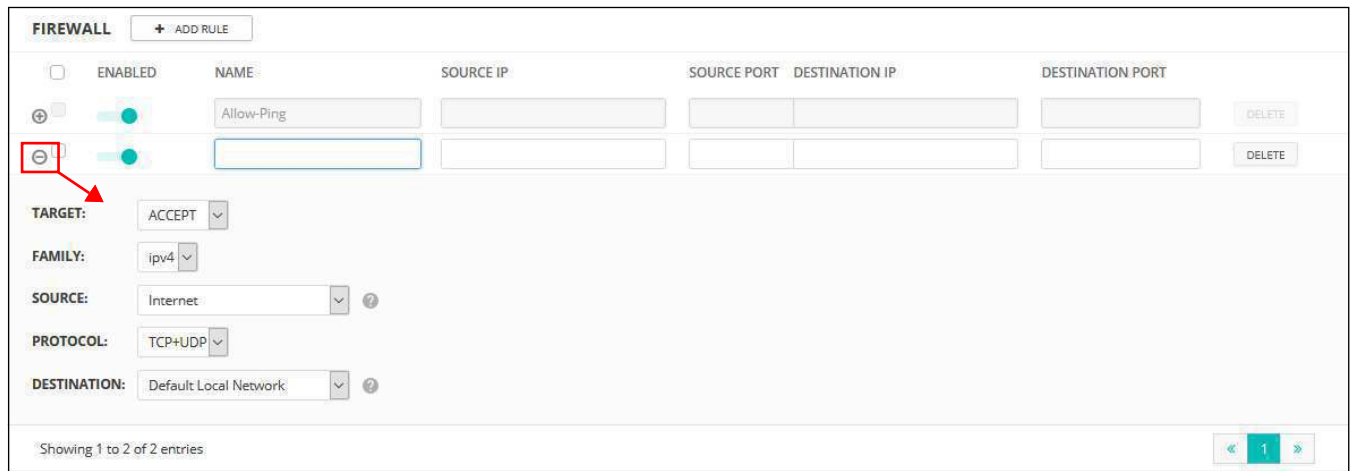 FIREWALL + ADD RULE
ENABLED NAME SOURCE IP SOURCE PORT DESTINATION IP DESTINATION PORT
Allow-Ping DELETE
DELETE
TARGET: ACCEPT
FAMILY: ipv4
SOURCE: Internet ?
PROTOCOL: TCP+UDP
DESTINATION: Default Local Network ?
Showing 1 to 2 of 2 entries « 1 »